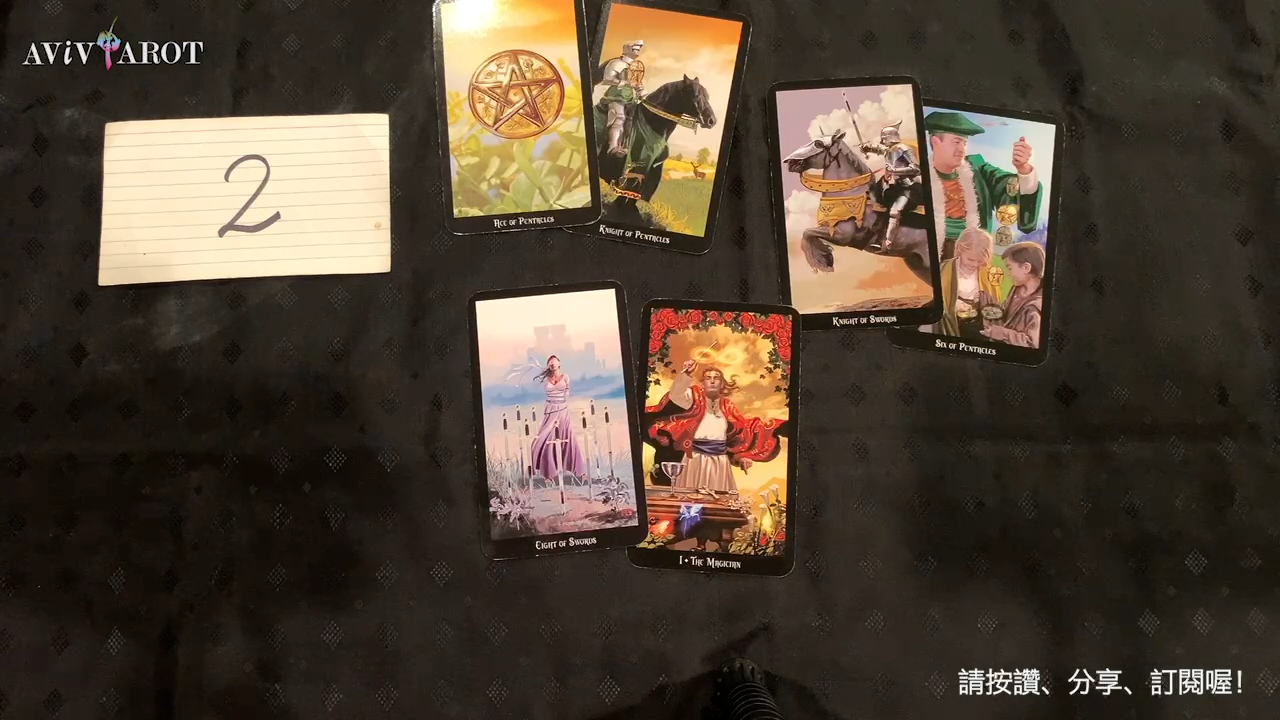 AViV TAROT
2
ACE OF PENTACLES
KNIGHT OF PENTACLES
KNIGHT OF SWORDS
SIX OF PENTACLES
EIGHT OF SWORDS
I • THE MAGICIAN
請按讚、分享、訂閱喔!